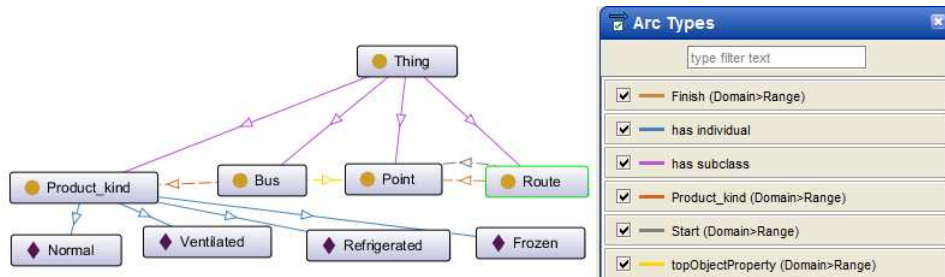 Thing
Product_kind
Bus
Point
Route
Normal
Ventilated
Refrigerated
Frozen
Arc Types
type filter text
Finish (Domain>Range)
has individual
has subclass
Product_kind (Domain>Range)
Start (Domain>Range)
topObjectProperty (Domain>Range)